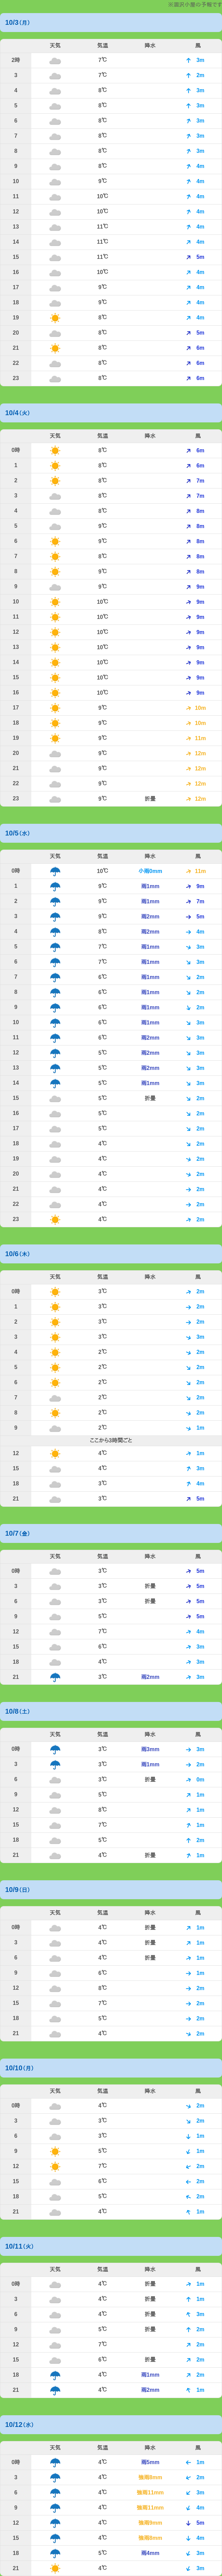 ※箇所や量の予報です
10/3(月)
天気 気温 降水 風
2時 7℃ 3m
3 7℃ 2m
4 8℃ 3m
5 8℃ 3m
6 8℃ 3m
7 8℃ 3m
8 8℃ 3m
9 8℃ 4m
10 9℃ 4m
11 10℃ 4m
12 10℃ 4m
13 11℃ 4m
14 11℃ 4m
15 11℃ 5m
16 10℃ 4m
17 9℃ 4m
18 9℃ 4m
19 8℃ 4m
20 8℃ 5m
21 8℃ 6m
22 8℃ 6m
23 8℃ 6m
10/4(火)
天気 気温 降水 風
0時 8℃ 6m
1 8℃ 6m
2 8℃ 7m
3 8℃ 7m
4 8℃ 8m
5 9℃ 8m
6 9℃ 8m
7 8℃ 8m
8 9℃ 8m
9 9℃ 9m
10 10℃ 9m
11 10℃ 9m
12 10℃ 9m
13 10℃ 9m
14 10℃ 9m
15 10℃ 9m
16 10℃ 9m
17 9℃ 10m
18 9℃ 10m
19 9℃ 11m
20 9℃ 12m
21 9℃ 12m
22 9℃ 12m
23 9℃ 折曇 12m
10/5(水)
天気 気温 降水 風
0時 10℃ 小雨0mm 11m
1 9℃ 雨1mm 9m
2 9℃ 雨1mm 7m
3 9℃ 雨2mm 5m
4 8℃ 雨2mm 4m
5 7℃ 雨1mm 3m
6 7℃ 雨1mm 3m
7 6℃ 雨1mm 2m
8 6℃ 雨1mm 2m
9 6℃ 雨1mm 2m
10 6℃ 雨1mm 3m
11 6℃ 雨2mm 3m
12 5℃ 雨2mm 3m
13 5℃ 雨2mm 3m
14 5℃ 雨1mm 3m
15 5℃ 折曇 2m
16 5℃ 2m
17 5℃ 2m
18 4℃ 2m
19 4℃ 2m
20 4℃ 2m
21 4℃ 2m
22 4℃ 2m
23 4℃ 2m
10/6(木)
天気 気温 降水 風
0時 3℃ 2m
1 3℃ 2m
2 3℃ 2m
3 3℃ 3m
4 2℃ 2m
5 2℃ 2m
6 2℃ 2m
7 2℃ 2m
8 2℃ 2m
9 2℃ 1m
ここから3時間ごと
12 4℃ 1m
15 4℃ 3m
18 3℃ 4m
21 3℃ 5m
10/7(金)
天気 気温 降水 風
0時 3℃ 5m
3 3℃ 折曇 5m
6 3℃ 折曇 5m
9 5℃ 5m
12 7℃ 4m
15 6℃ 3m
18 4℃ 3m
21 3℃ 雨2mm 3m
10/8(土)
天気 気温 降水 風
0時 3℃ 雨3mm 3m
3 3℃ 雨1mm 2m
6 3℃ 折曇 0m
9 5℃ 1m
12 8℃ 1m
15 7℃ 1m
18 5℃ 2m
21 4℃ 折曇 1m
10/9(日)
天気 気温 降水 風
0時 4℃ 折曇 1m
3 4℃ 折曇 1m
6 4℃ 折曇 1m
9 6℃ 1m
12 8℃ 2m
15 7℃ 2m
18 5℃ 2m
21 4℃ 2m
10/10(月)
天気 気温 降水 風
0時 4℃ 2m
3 3℃ 2m
6 3℃ 1m
9 5℃ 1m
12 7℃ 2m
15 6℃ 2m
18 5℃ 2m
21 4℃ 1m
10/11(火)
天気 気温 降水 風
0時 4℃ 折曇 1m
3 4℃ 折曇 1m
6 4℃ 折曇 3m
9 5℃ 折曇 2m
12 7℃ 2m
15 6℃ 折曇 2m
18 4℃ 雨1mm 2m
21 4℃ 雨2mm 1m
10/12(水)
天気 気温 降水 風
0時 4℃ 雨5mm 1m
3 4℃ 強雨8mm 2m
6 4℃ 強雨11mm 3m
9 4℃ 強雨11mm 4m
12 4℃ 強雨9mm 5m
15 4℃ 強雨8mm 4m
18 5℃ 雨4mm 3m
21 4℃ 3m